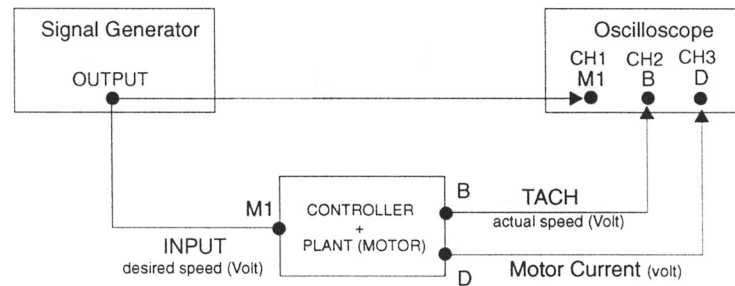 Signal Generator
OUTPUT
Oscilloscope
CH1 CH2 CH3
M1 B D
M1
INPUT
desired speed (Volt)
CONTROLLER
+
PLANT (MOTOR)
B
TACH
actual speed (Volt)
D
Motor Current (volt)